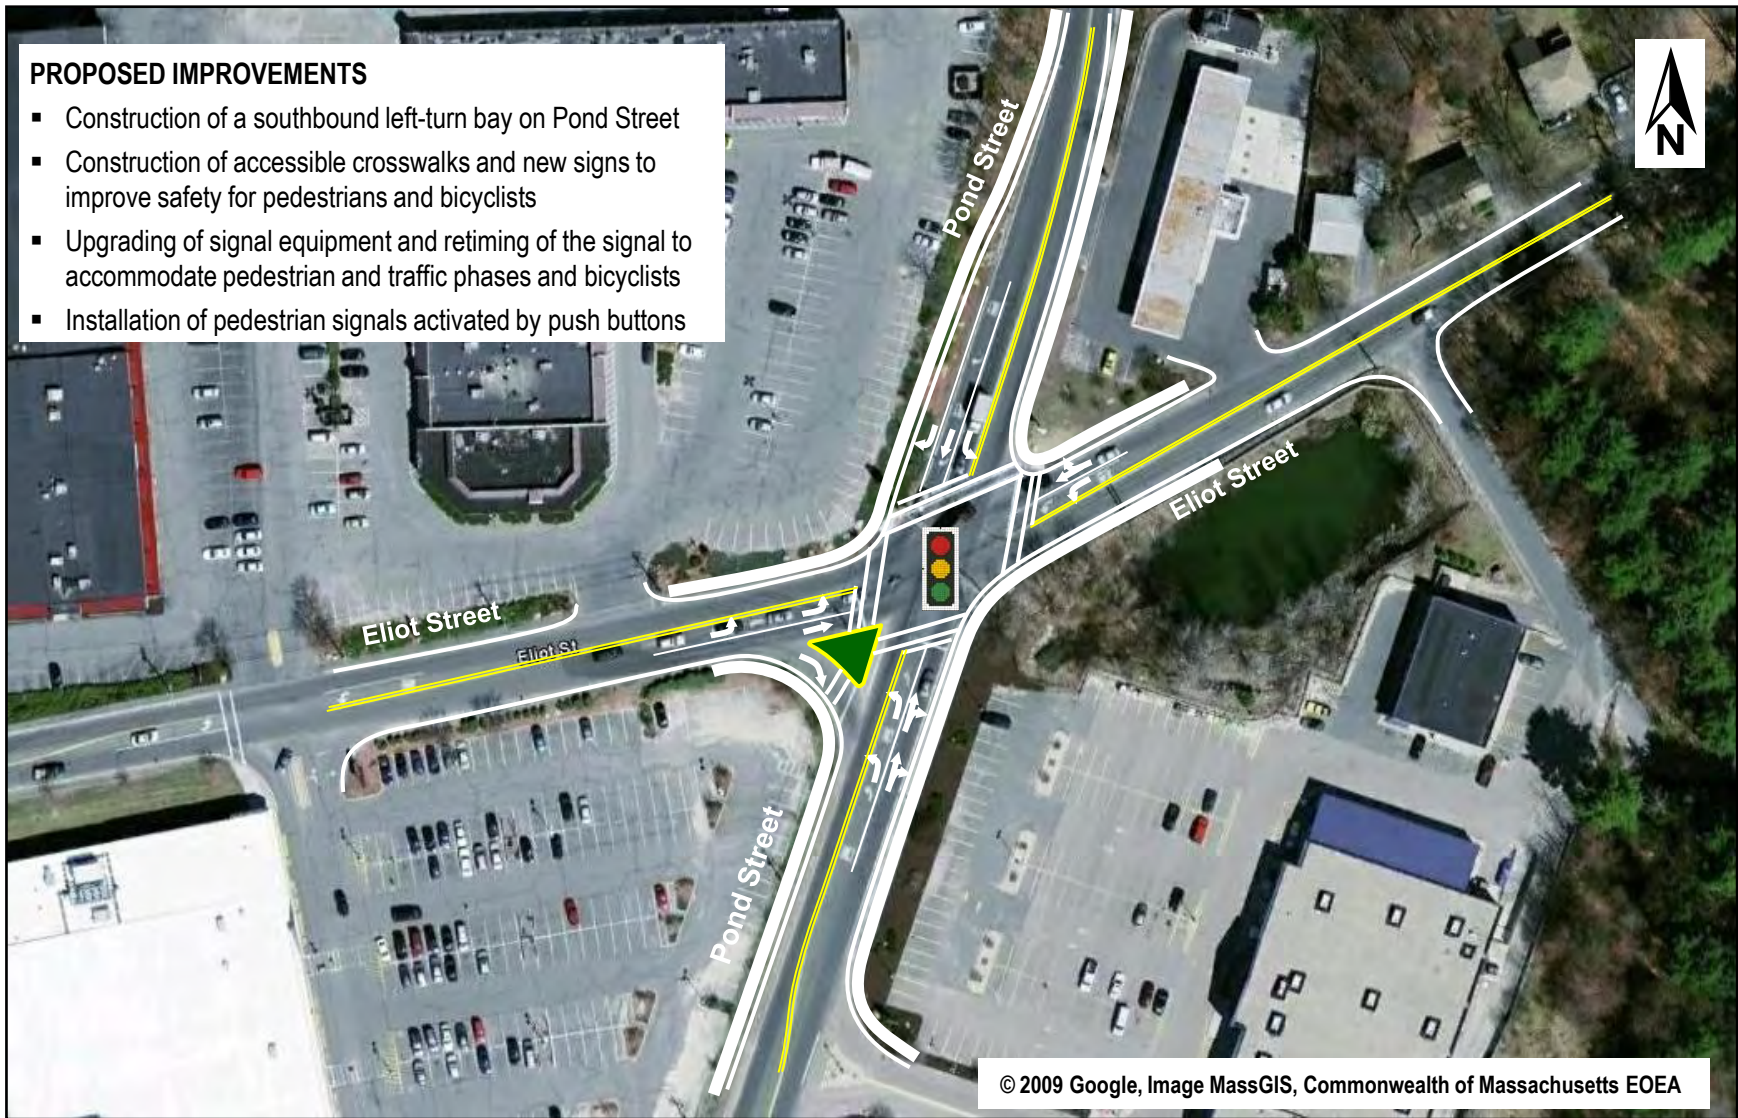 PROPOSED IMPROVEMENTS
▪ Construction of a southbound left-turn bay on Pond Street
▪ Construction of accessible crosswalks and new signs to
improve safety for pedestrians and bicyclists
▪ Upgrading of signal equipment and retiming of the signal to
accommodate pedestrian and traffic phases and bicyclists
▪ Installation of pedestrian signals activated by push buttons
N
Pond Street
Eliot Street
Eliot Street
Eliot St
Pond Street
© 2009 Google, Image MassGIS, Commonwealth of Massachusetts EOEA